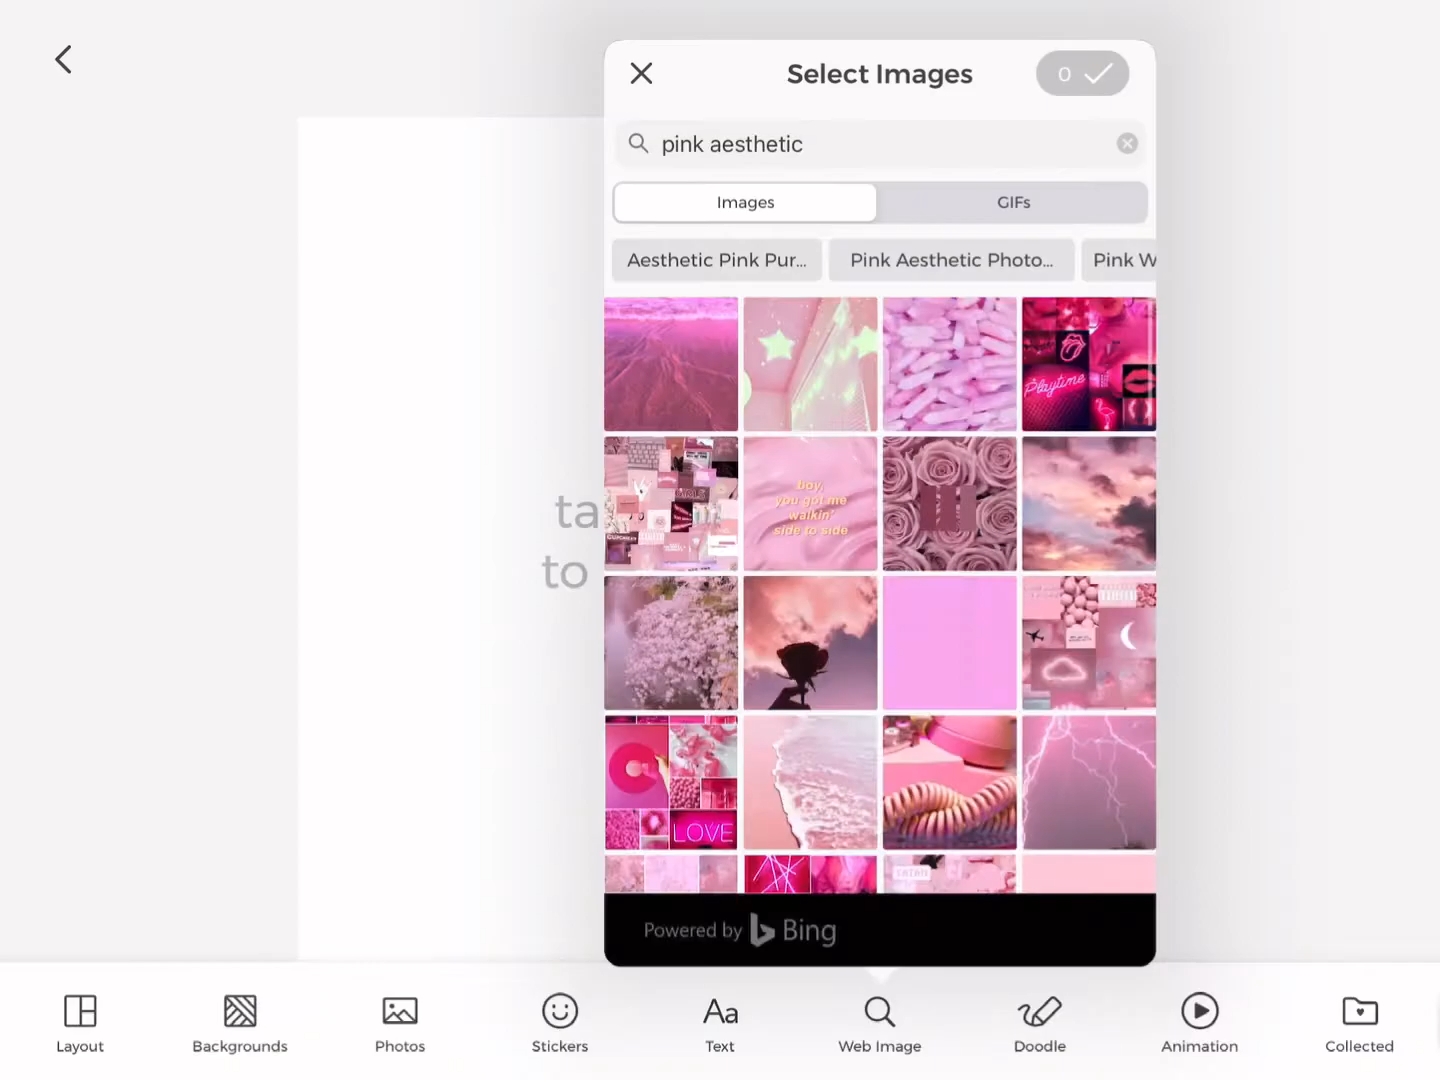 Select Images
0
pink aesthetic
Images
GIFs
Aesthetic Pink Pur...
Pink Aesthetic Photo...
Pink W
Playtime
ta
to
boy,
you got me
walkin'
side to side
LOVE
Powered by Bing
Layout
Backgrounds
Photos
Stickers
Aa
Text
Web Image
Doodle
Animation
Collected